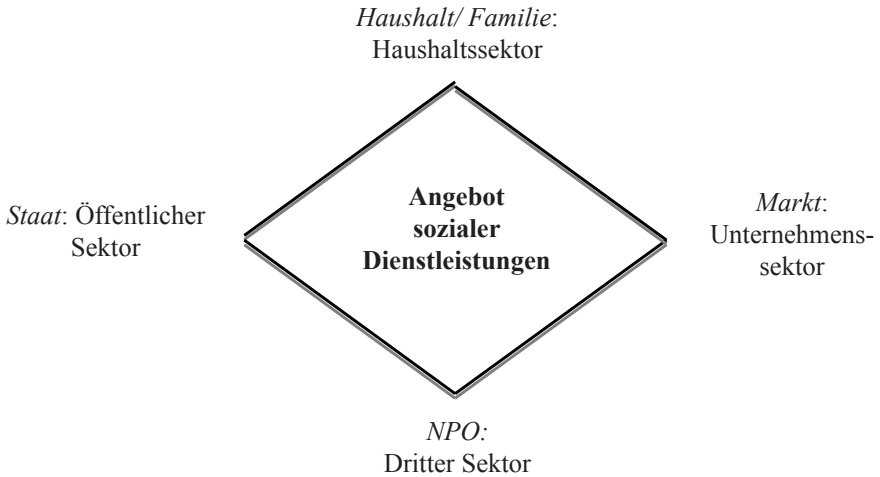 Haushalt/ Familie:
Haushaltssektor
Staat: Öffentlicher
Sektor
Angebot
sozialer
Dienstleistungen
Markt:
Unternehmens-
sektor
NPO:
Dritter Sektor